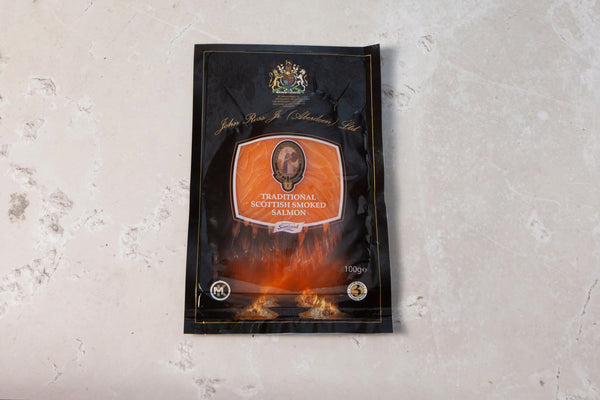 John Ross Jr. (Aberdeen) Ltd
TRADITIONAL
SCOTTISH SMOKED
SALMON
100g℮